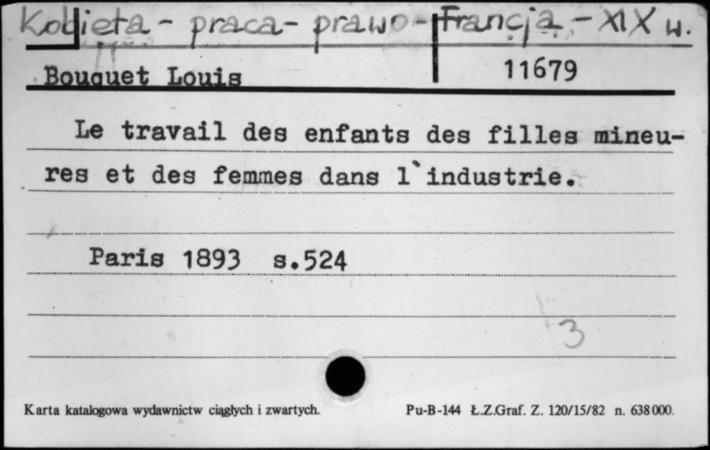 Kobieta - praca - prawo - Francja - XIX w.
Bouquet Louis 11679
Le travail des enfants des filles mineu-
res et des femmes dans l`industrie.
Paris 1893 s.524
3
Karta katalogowa wydawnictw ciągłych i zwartych. Pu-B-144 Ł.Z.Graf. Z. 120/15/82 n. 638000.